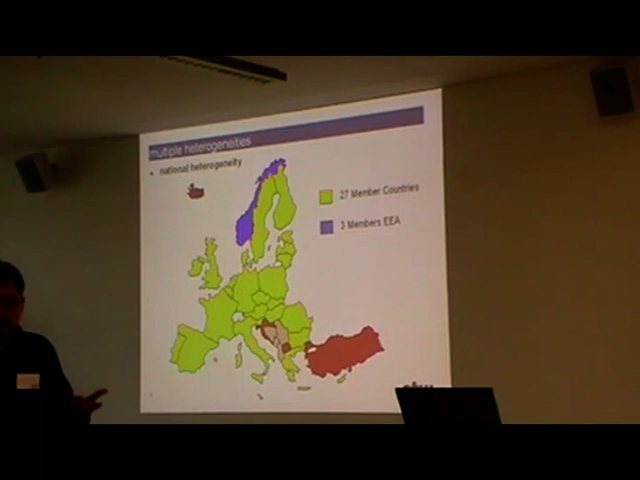 multiple heterogeneities
• national heterogeneity
27 Member Countries
3 Members EEA